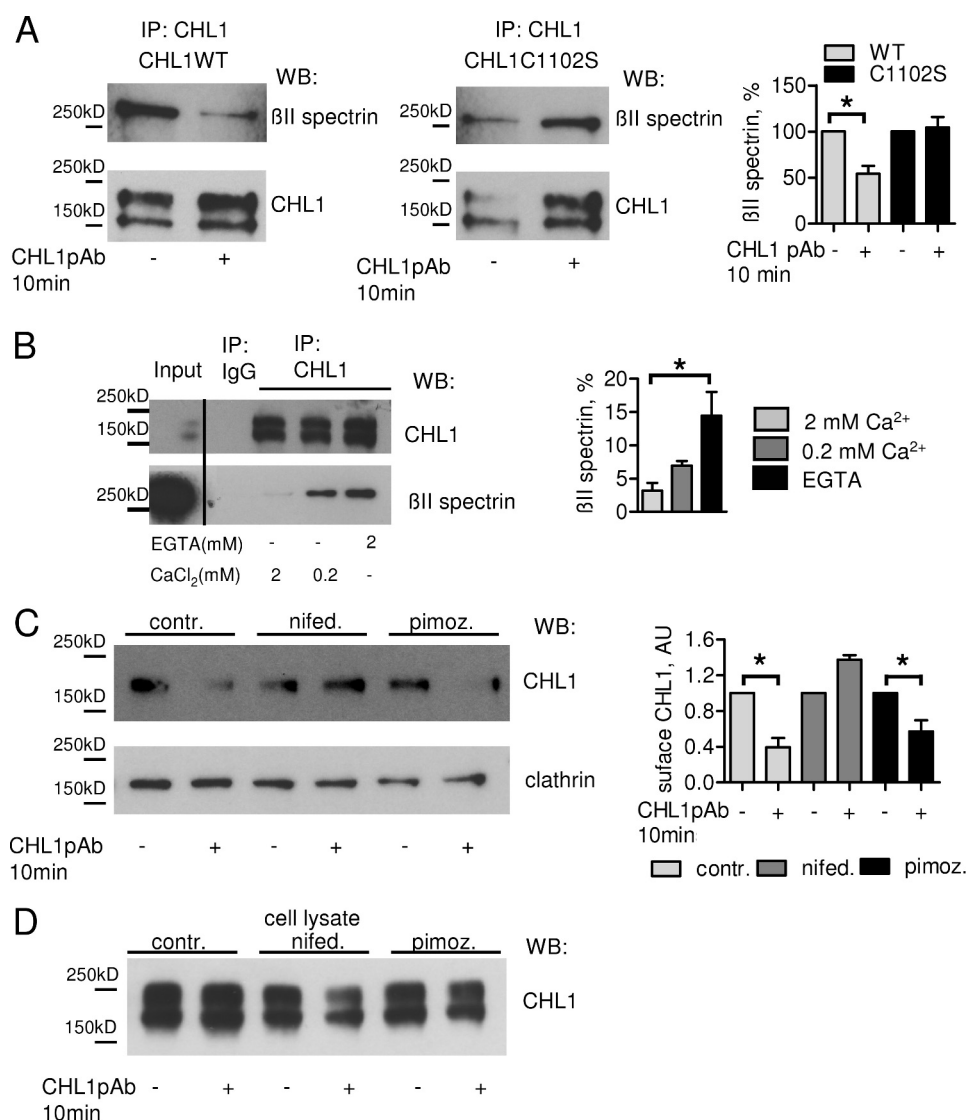 A
IP: CHL1
CHL1WT
WB:
250kD
ßII spectrin
250kD
150kD
CHL1
CHL1pAb - +
10min
IP: CHL1
CHL1C1102S
WB:
250kD
ßII spectrin
250kD
150kD
CHL1
CHL1pAb - +
10min
WT
C1102S
ßII spectrin, %
150
100
50
0
*
CHL1 pAb - + - +
10 min
B
Input
IP:
IgG
IP:
CHL1
WB:
250kD
150kD
CHL1
250kD
ßII spectrin
EGTA(mM) - - 2
CaCl2(mM) 2 0.2 -
ßII spectrin, %
20
15
10
5
0
*
2 mM Ca2+
0.2 mM Ca2+
EGTA
C
contr. nifed. pimoz.
WB:
250kD
150kD
CHL1
250kD
150kD
clathrin
CHL1pAb - + - + - +
10min
suface CHL1, AU
1.6
1.2
0.8
0.4
0.0
* *
CHL1pAb - + - + - +
10min:
contr. nifed. pimoz.
D
cell lysate
contr. nifed. pimoz.
WB:
250kD
150kD
CHL1
CHL1pAb - + - + - +
10min